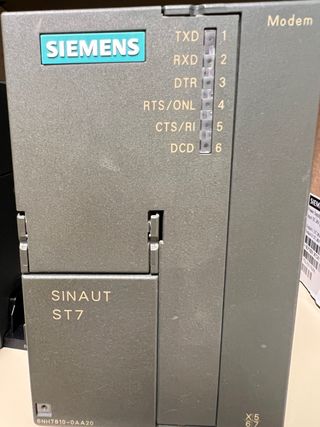 Modem
SIEMENS
TXD 1
RXD 2
DTR 3
RTS/ONL 4
CTS/RI 5
DCD 6
SINAUT
ST7
6NH7810-0AA20
X 5
6 7